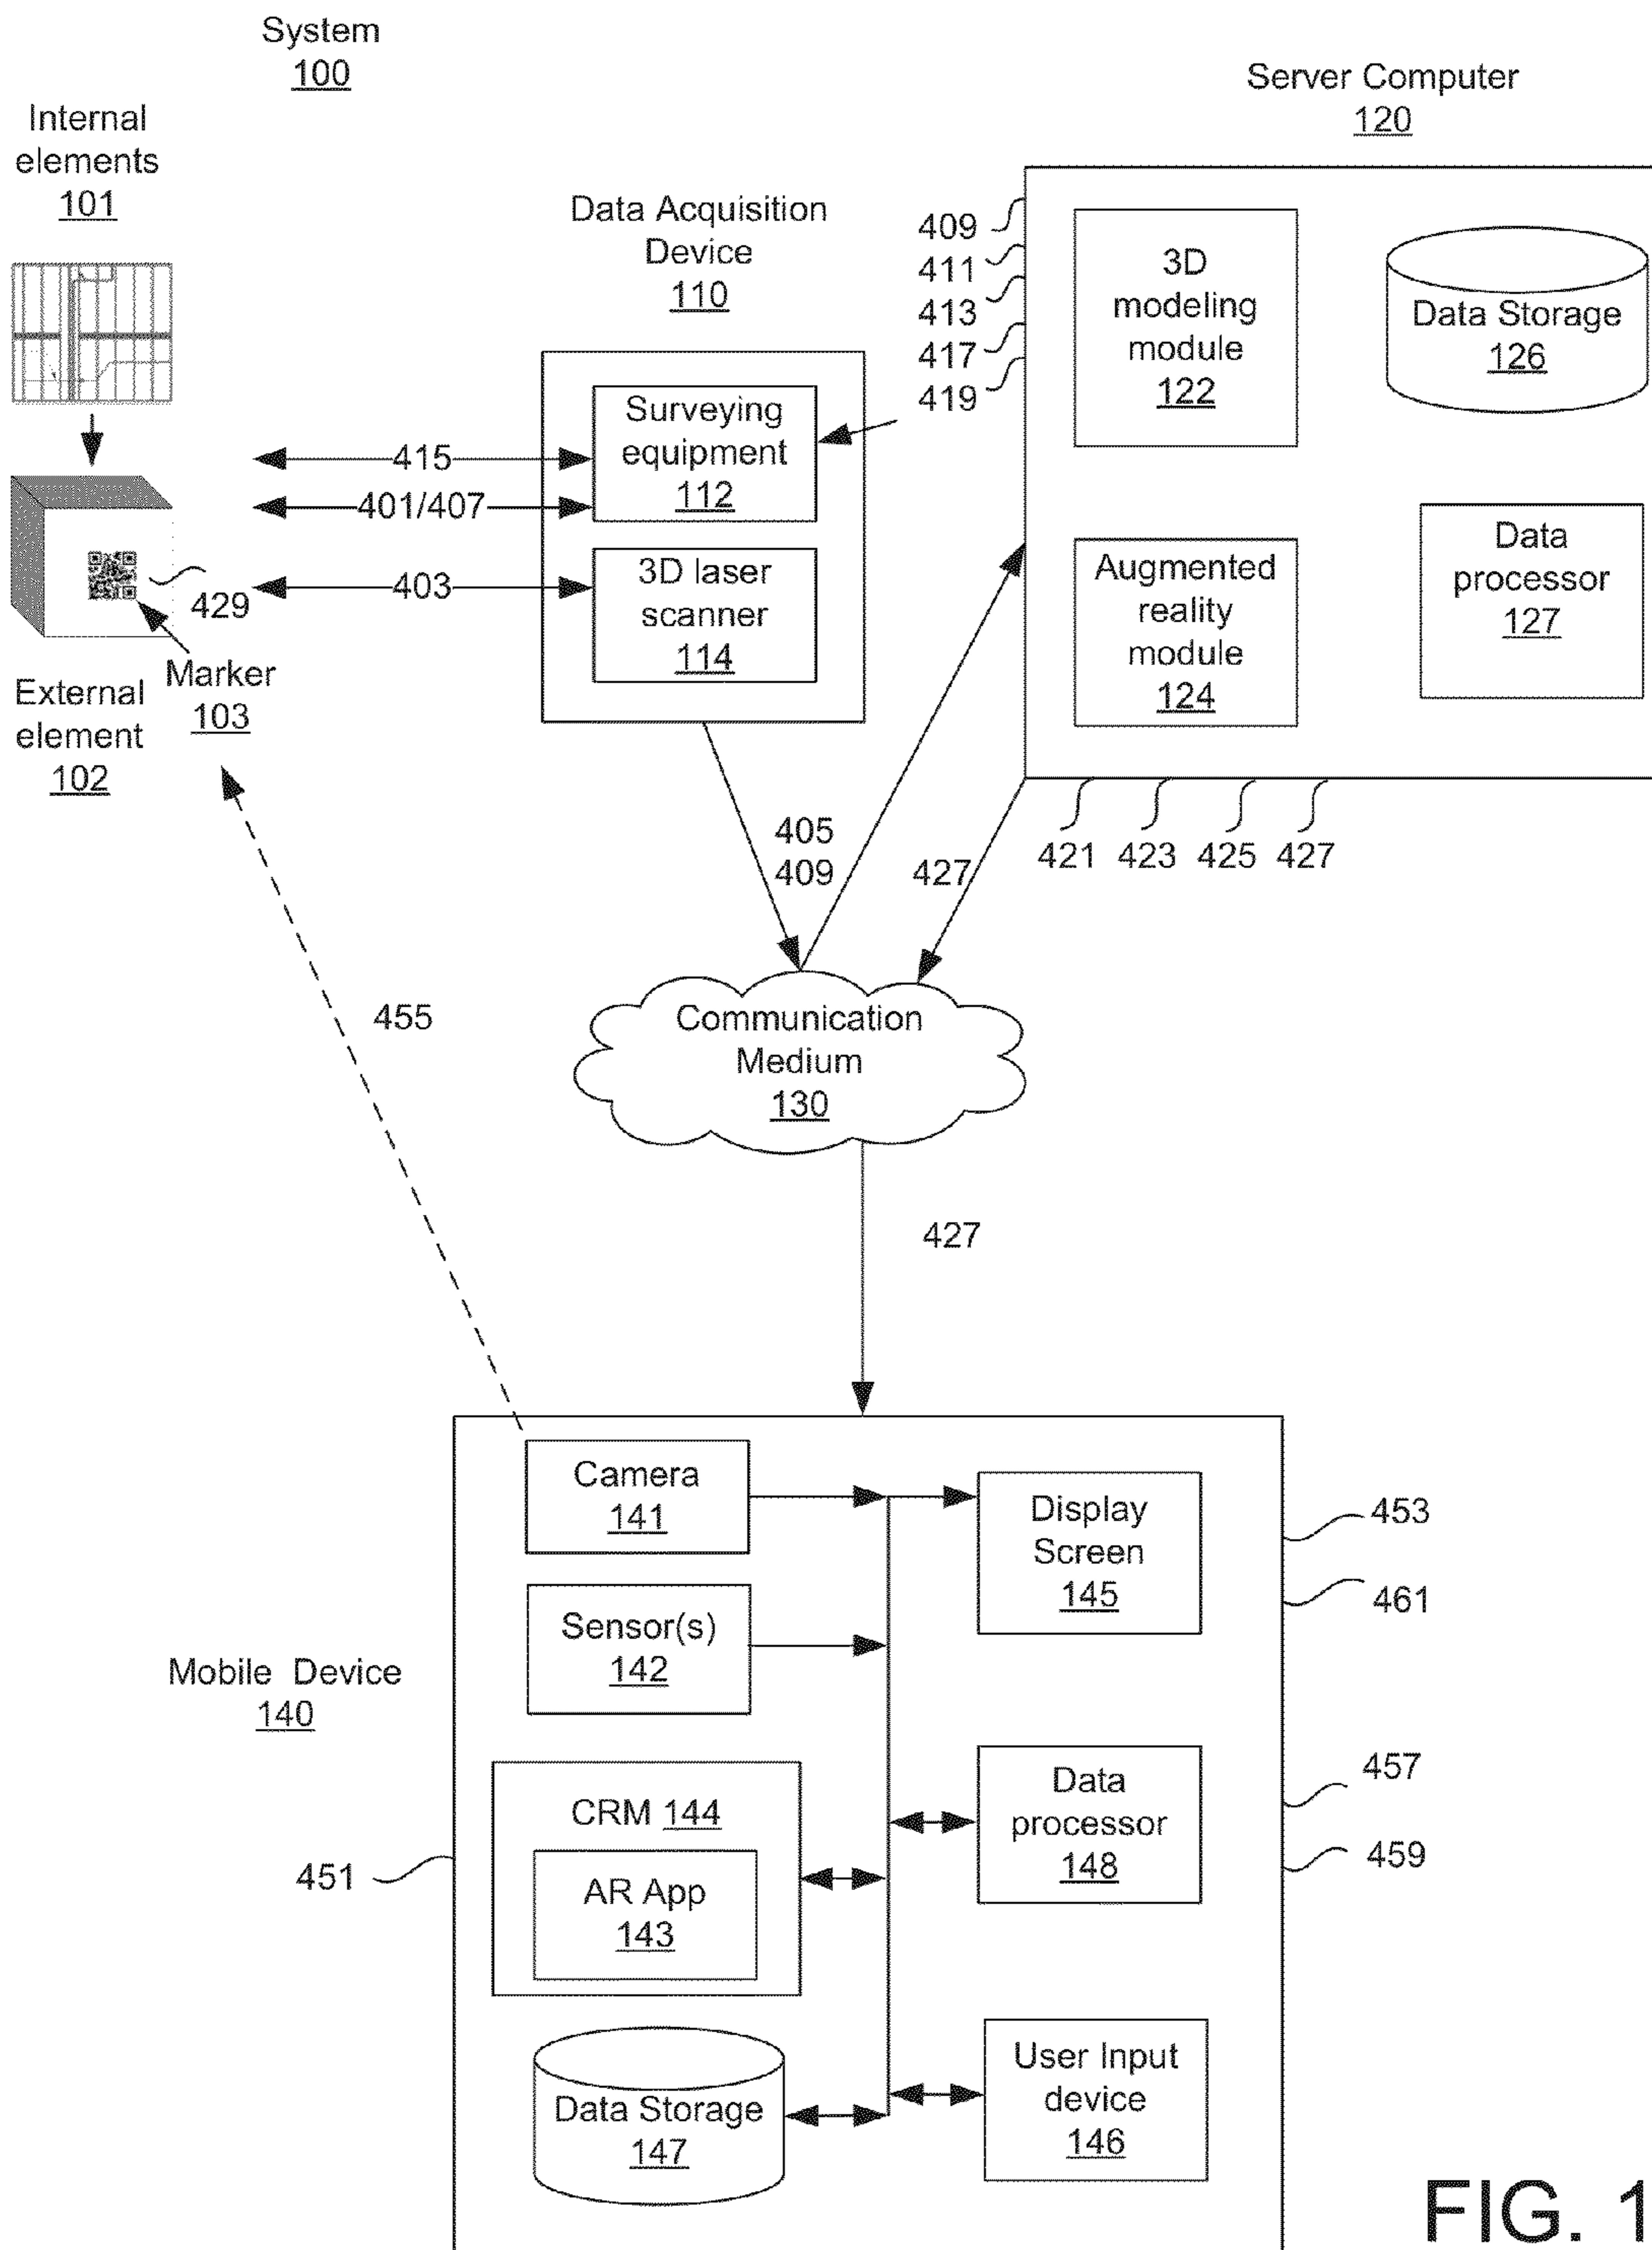 System
100
Internal
elements
101
External
element
102
Marker
103
429
415
401/407
403
Data Acquisition
Device
110
Surveying
equipment
112
3D laser
scanner
114
Server Computer
120
409
411
413
417
419
3D
modeling
module
122
Data Storage
126
Augmented
reality
module
124
Data
processor
127
421
423
425
427
405
409
427
455
Communication
Medium
130
427
Mobile Device
140
Camera
141
Sensor(s)
142
CRM 144
AR App
143
Data Storage
147
Display
Screen
145
Data
processor
148
User Input
device
146
451
453
461
457
459
FIG. 1